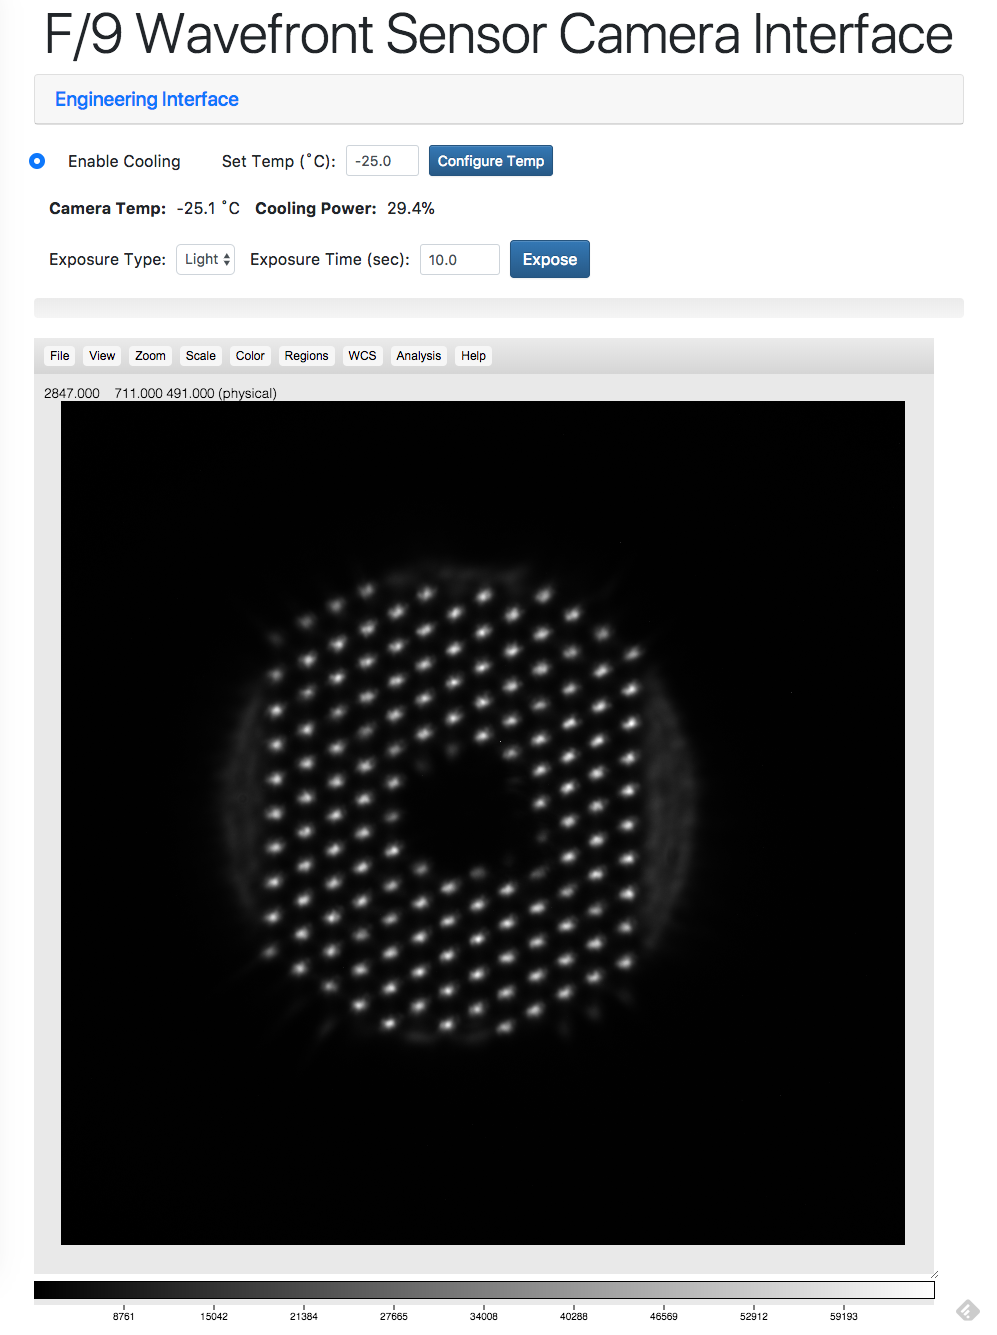 F/9 Wavefront Sensor Camera Interface
Engineering Interface
Enable Cooling Set Temp (°C): -25.0 Configure Temp
Camera Temp: -25.1 °C Cooling Power: 29.4%
Exposure Type: Light Exposure Time (sec): 10.0 Expose
File View Zoom Scale Color Regions WCS Analysis Help
2847.000 711.000 491.000 (physical)
8761 15042 21384 27665 34008 40288 46569 52912 59193